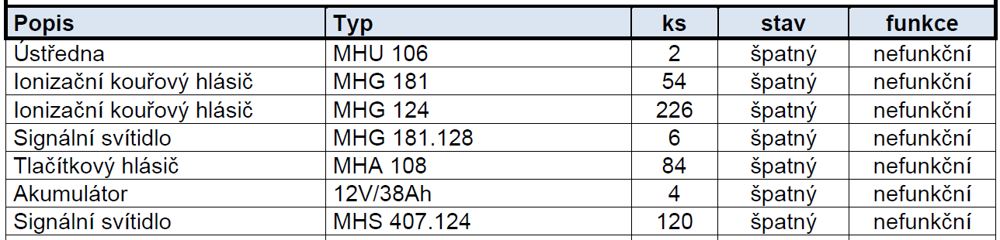 Popis Typ ks stav funkce
Ústředna MHU 106 2 špatný nefunkční
Ionizační kouřový hlásič MHG 181 54 špatný nefunkční
Ionizační kouřový hlásič MHG 124 226 špatný nefunkční
Signální svítidlo MHG 181.128 6 špatný nefunkční
Tlačítkový hlásič MHA 108 84 špatný nefunkční
Akumulátor 12V/38Ah 4 špatný nefunkční
Signální svítidlo MHS 407.124 120 špatný nefunkční